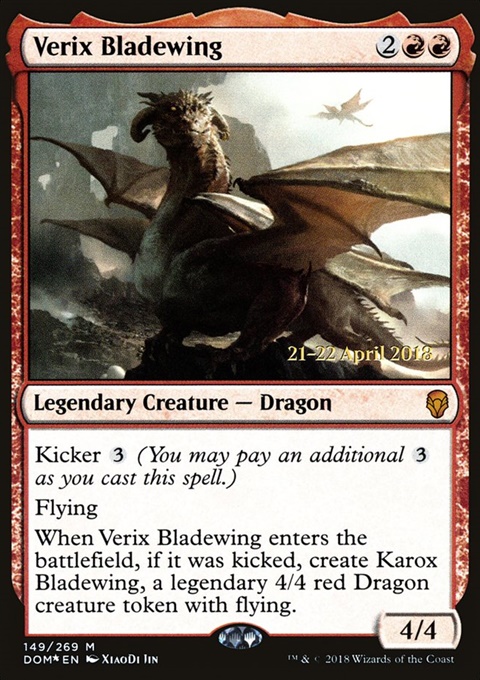 Verix Bladewing 2
21-22 April 2018
Legendary Creature — Dragon
Kicker 3 (You may pay an additional 3
as you cast this spell.)
Flying
When Verix Bladewing enters the
battlefield, if it was kicked, create Karox
Bladewing, a legendary 4/4 red Dragon
creature token with flying.
4/4
149/269 M
DOM★EN XiaoDi Jin
™ & © 2018 Wizards of the Coast